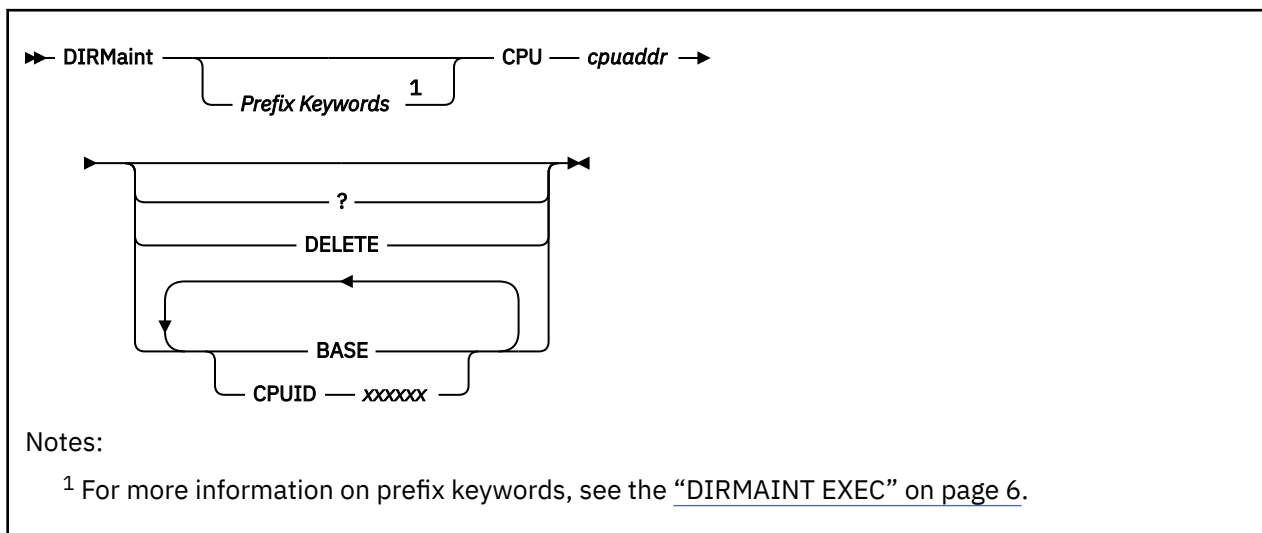 DIRMaint CPU cpuaddr
Prefix Keywords 1
?
DELETE
BASE
CPUID xxxxxx
Notes:
1 For more information on prefix keywords, see the “DIRMAINT EXEC” on page 6.